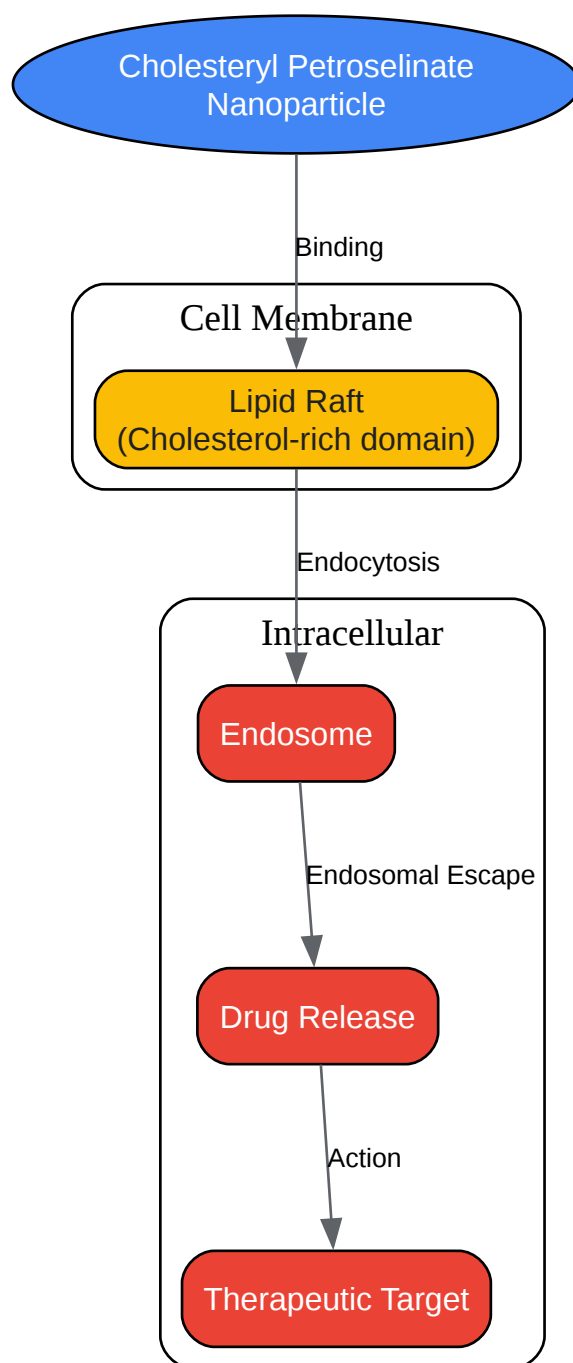 Cholesteryl Petroselinate
Nanoparticle
Binding
Cell Membrane
Lipid Raft
(Cholesterol-rich domain)
Endocytosis
Intracellular
Endosome
Endosomal Escape
Drug Release
Action
Therapeutic Target